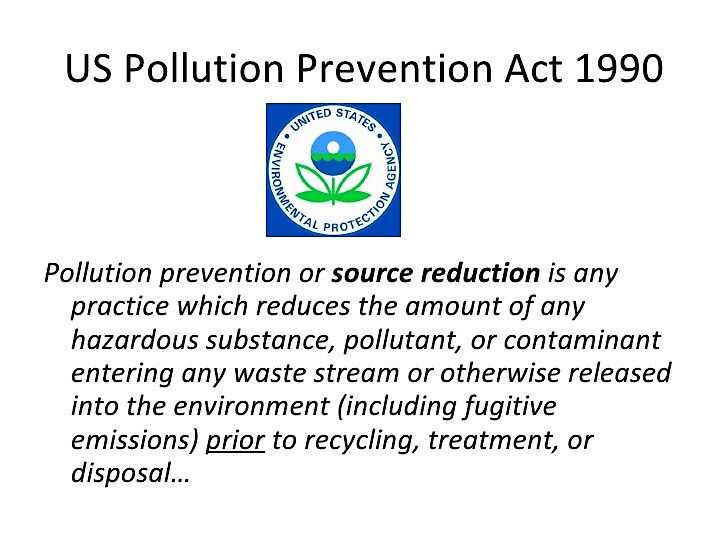 US Pollution Prevention Act 1990
UNITED STATES
ENVIRONMENTAL PROTECTION AGENCY
Pollution prevention or source reduction is any
practice which reduces the amount of any
hazardous substance, pollutant, or contaminant
entering any waste stream or otherwise released
into the environment (including fugitive
emissions) prior to recycling, treatment, or
disposal…